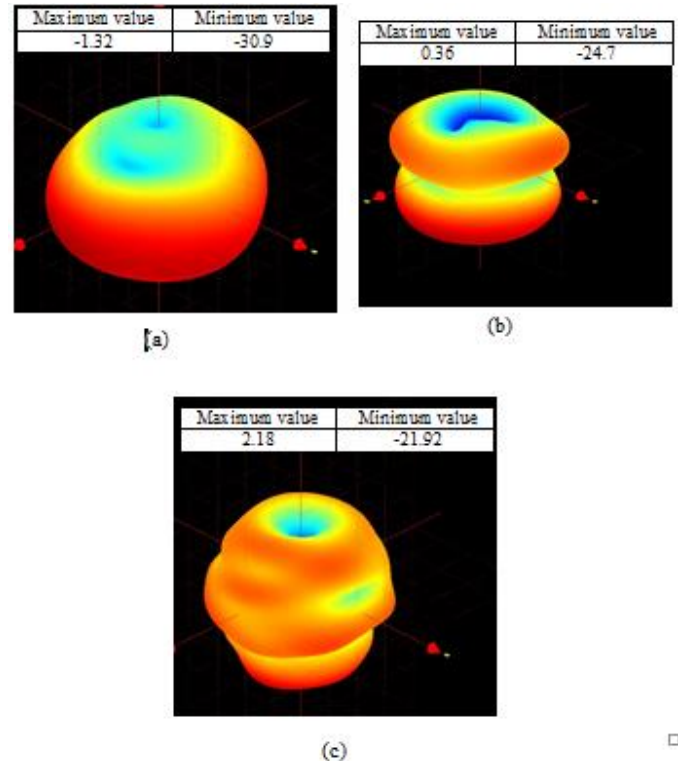 Maximum value Minimum value
-1.32 -30.9
Maximum value Minimum value
0.36 -24.7
(a)
(b)
Maximum value Minimum value
2.18 -21.92
(c)